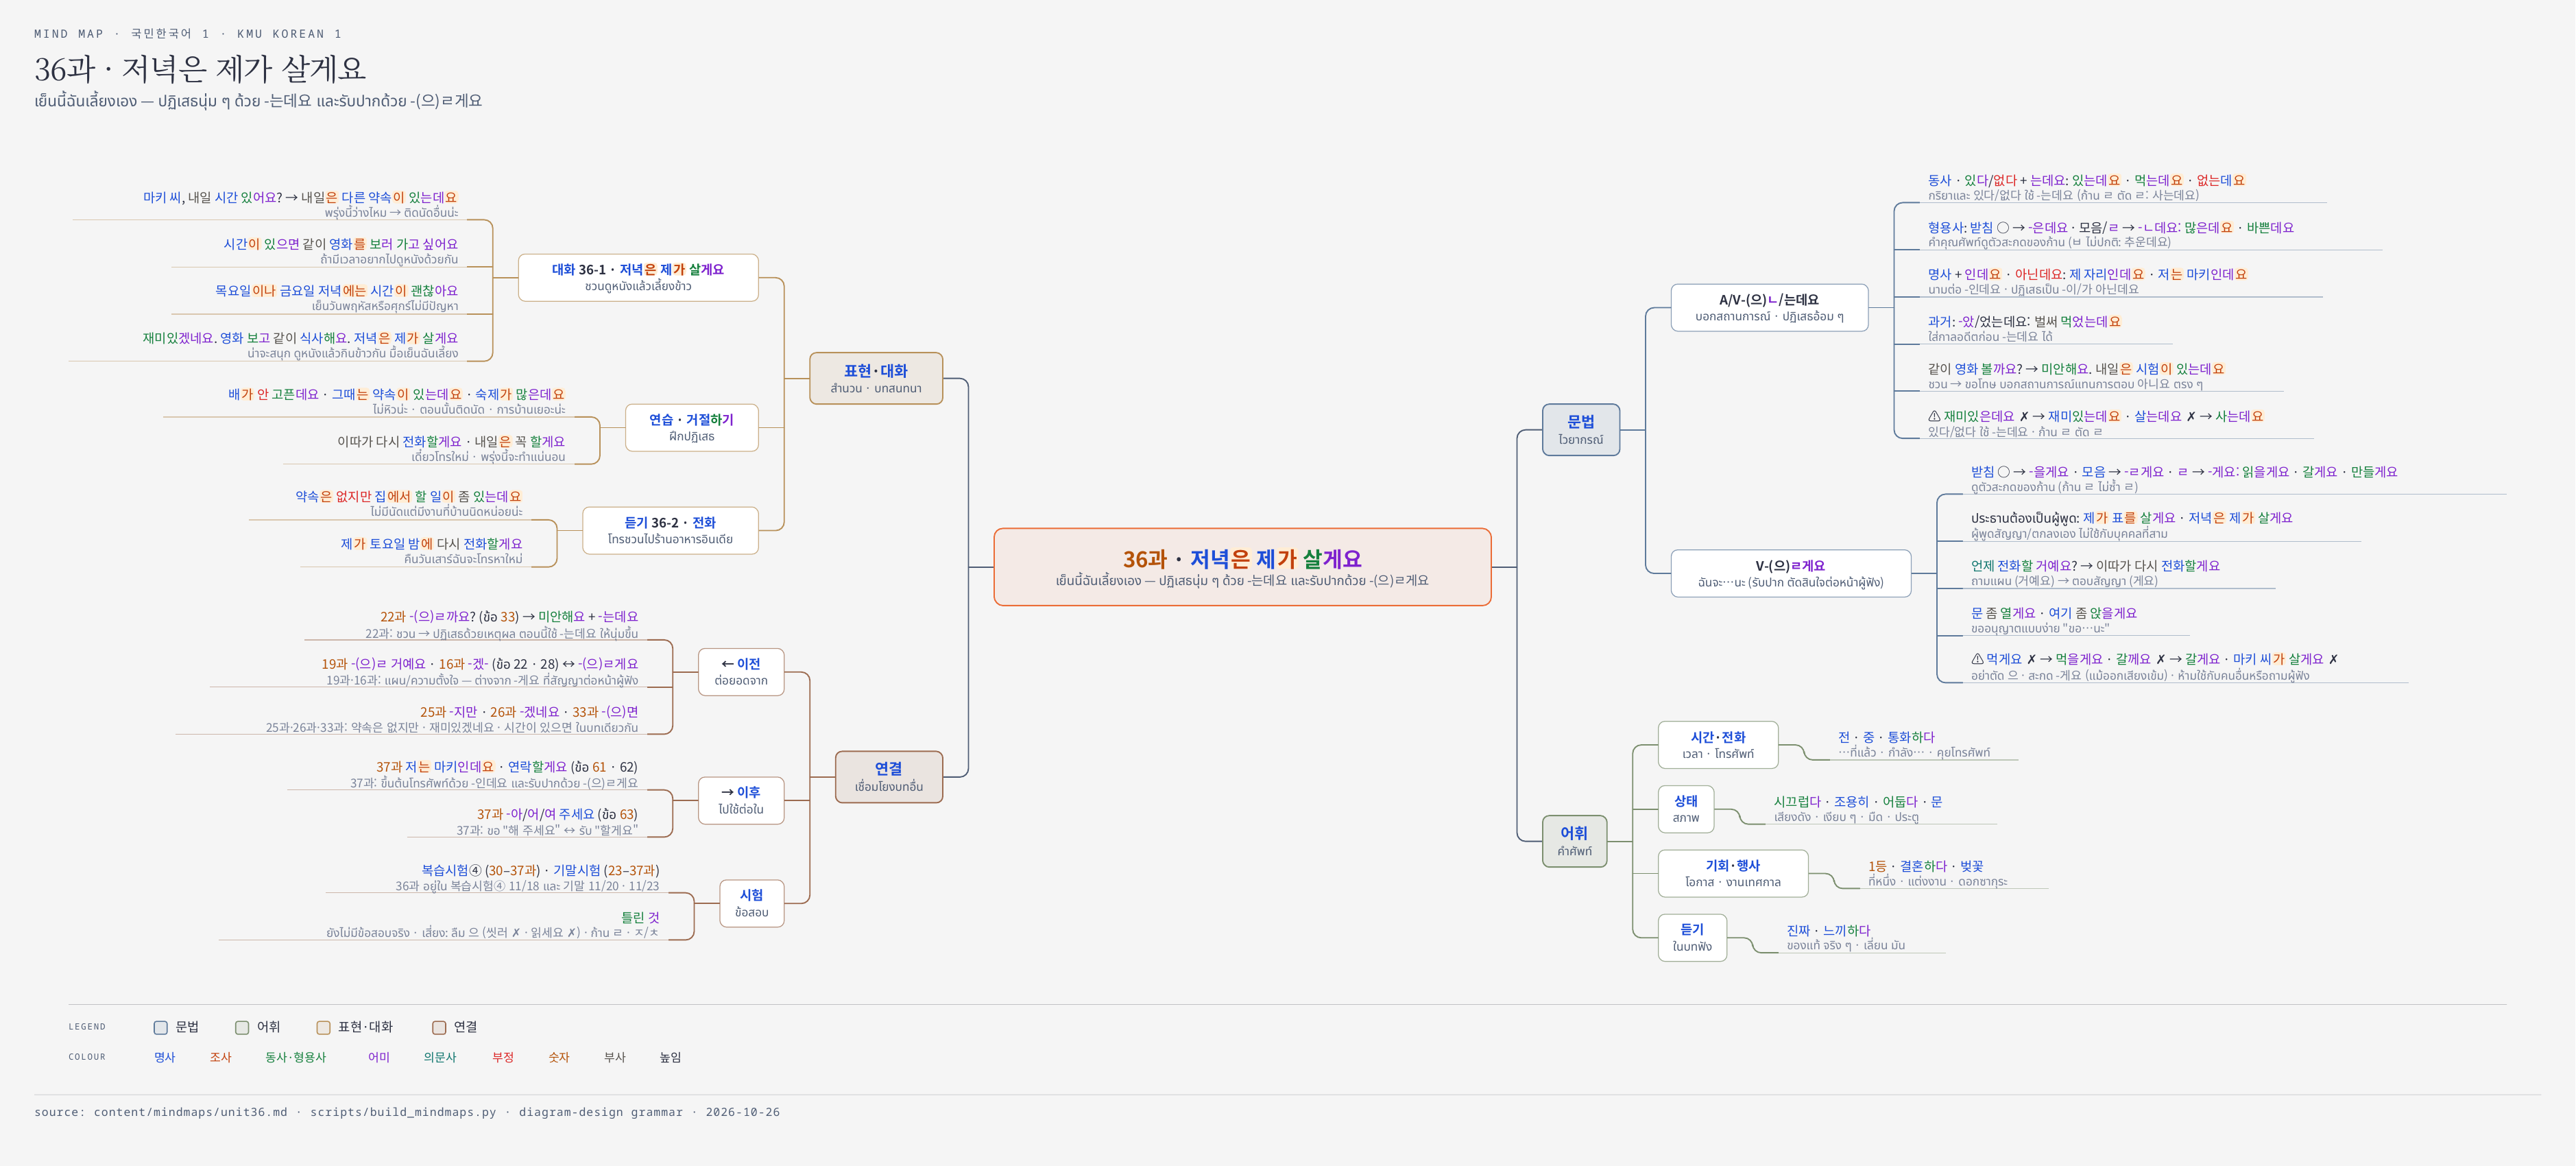 MIND MAP · 국민한국어 1 · KMU KOREAN 1
36과 · 저녁은 제가 살게요
เย็นนี้ฉันเลี้ยงเอง — ปฏิเสธนุ่ม ๆ ด้วย -는데요 และรับปากด้วย -(으)ㄹ게요
마키 씨, 내일 시간 있어요? → 내일은 다른 약속이 있는데요
พรุ่งนี้ว่างไหม → ติดนัดอื่นน่ะ
시간이 있으면 같이 영화를 보러 가고 싶어요
ถ้ามีเวลาอยากไปดูหนังด้วยกัน
목요일이나 금요일 저녁에는 시간이 괜찮아요
เย็นวันพฤหัสหรือศุกร์ไม่มีปัญหา
재미있겠네요. 영화 보고 같이 식사해요. 저녁은 제가 살게요
น่าจะสนุก ดูหนังแล้วกินข้าวกัน มื้อเย็นฉันเลี้ยง
대화 36-1 · 저녁은 제가 살게요
ชวนดูหนังแล้วเลี้ยงข้าว
배가 안 고픈데요 · 그때는 약속이 있는데요 · 숙제가 많은데요
ไม่หิวน่ะ · ตอนนั้นติดนัด · การบ้านเยอะน่ะ
이따가 다시 전화할게요 · 내일은 꼭 할게요
เดี๋ยวโทรใหม่ · พรุ่งนี้จะทำแน่นอน
연습 · 거절하기
ฝึกปฏิเสธ
약속은 없지만 집에서 할 일이 좀 있는데요
ไม่มีนัดแต่มีงานที่บ้านนิดหน่อยน่ะ
제가 토요일 밤에 다시 전화할게요
คืนวันเสาร์ฉันจะโทรหาใหม่
듣기 36-2 · 전화
โทรชวนไปร้านอาหารอินเดีย
표현·대화
สำนวน · บทสนทนา
22과 -(으)ㄹ까요? (ข้อ 33) → 미안해요 + -는데요
22과: ชวน → ปฏิเสธด้วยเหตุผล ตอนนี้ใช้ -는데요 ให้นุ่มขึ้น
19과 -(으)ㄹ 거예요 · 16과 -겠- (ข้อ 22 · 28) ↔ -(으)ㄹ게요
19과·16과: แผน/ความตั้งใจ — ต่างจาก -게요 ที่สัญญาต่อหน้าผู้ฟัง
25과 -지만 · 26과 -겠네요 · 33과 -(으)면
25과·26과·33과: 약속은 없지만 · 재미있겠네요 · 시간이 있으면 ในบทเดียวกัน
← 이전
ต่อยอดจาก
37과 저는 마키인데요 · 연락할게요 (ข้อ 61 · 62)
37과: ขึ้นต้นโทรศัพท์ด้วย -인데요 และรับปากด้วย -(으)ㄹ게요
37과 -아/어/여 주세요 (ข้อ 63)
37과: ขอ "해 주세요" ↔ รับ "할게요"
→ 이후
ไปใช้ต่อใน
복습시험④ (30–37과) · 기말시험 (23–37과)
36과 อยู่ใน 복습시험④ 11/18 และ 기말 11/20 · 11/23
틀린 것
ยังไม่มีข้อสอบจริง · เสี่ยง: ลืม 으 (씻러 ✗ · 읽세요 ✗) · ก้าน ㄹ · ㅈ/ㅊ
시험
ข้อสอบ
연결
เชื่อมโยงบทอื่น
36과 · 저녁은 제가 살게요
เย็นนี้ฉันเลี้ยงเอง — ปฏิเสธนุ่ม ๆ ด้วย -는데요 และรับปากด้วย -(으)ㄹ게요
문법
ไวยากรณ์
A/V-(으)ㄴ/는데요
บอกสถานการณ์ · ปฏิเสธอ้อม ๆ
동사 · 있다/없다 + 는데요: 있는데요 · 먹는데요 · 없는데요
กริยาและ 있다/없다 ใช้ -는데요 (ก้าน ㄹ ตัด ㄹ: 사는데요)
형용사: 받침 ○ → -은데요 · 모음/ㄹ → -ㄴ데요: 많은데요 · 바쁜데요
คำคุณศัพท์ดูตัวสะกดของก้าน (ㅂ ไม่ปกติ: 추운데요)
명사 + 인데요 · 아닌데요: 제 자리인데요 · 저는 마키인데요
นามต่อ -인데요 · ปฏิเสธเป็น -이/가 아닌데요
과거: -았/었는데요: 벌써 먹었는데요
ใส่กาลอดีตก่อน -는데요 ได้
같이 영화 볼까요? → 미안해요. 내일은 시험이 있는데요
ชวน → ขอโทษ บอกสถานการณ์แทนการตอบ 아니요 ตรง ๆ
⚠ 재미있은데요 ✗ → 재미있는데요 · 살는데요 ✗ → 사는데요
있다/없다 ใช้ -는데요 · ก้าน ㄹ ตัด ㄹ
V-(으)ㄹ게요
ฉันจะ…นะ (รับปาก ตัดสินใจต่อหน้าผู้ฟัง)
받침 ○ → -을게요 · 모음 → -ㄹ게요 · ㄹ → -게요: 읽을게요 · 갈게요 · 만들게요
ดูตัวสะกดของก้าน (ก้าน ㄹ ไม่ซ้ำ ㄹ)
ประธานต้องเป็นผู้พูด: 제가 표를 살게요 · 저녁은 제가 살게요
ผู้พูดสัญญา/ตกลงเอง ไม่ใช้กับบุคคลที่สาม
언제 전화할 거예요? → 이따가 다시 전화할게요
ถามแผน (거예요) → ตอบสัญญา (게요)
문 좀 열게요 · 여기 좀 앉을게요
ขออนุญาตแบบง่าย "ขอ…นะ"
⚠ 먹게요 ✗ → 먹을게요 · 갈께요 ✗ → 갈게요 · 마키 씨가 살게요 ✗
อย่าตัด 으 · สะกด -게요 (แม้ออกเสียงเข้ม) · ห้ามใช้กับคนอื่นหรือถามผู้ฟัง
어휘
คำศัพท์
시간·전화
เวลา · โทรศัพท์
전 · 중 · 통화하다
…ที่แล้ว · กำลัง… · คุยโทรศัพท์
상태
สภาพ
시끄럽다 · 조용히 · 어둡다 · 문
เสียงดัง · เงียบ ๆ · มืด · ประตู
기회·행사
โอกาส · งานเทศกาล
1등 · 결혼하다 · 벚꽃
ที่หนึ่ง · แต่งงาน · ดอกซากุระ
듣기
ในบทฟัง
진짜 · 느끼하다
ของแท้ จริง ๆ · เลี่ยน มัน
LEGEND 문법 어휘 표현·대화 연결
COLOUR 명사 조사 동사·형용사 어미 의문사 부정 숫자 부사 높임
source: content/mindmaps/unit36.md · scripts/build_mindmaps.py · diagram-design grammar · 2026-10-26